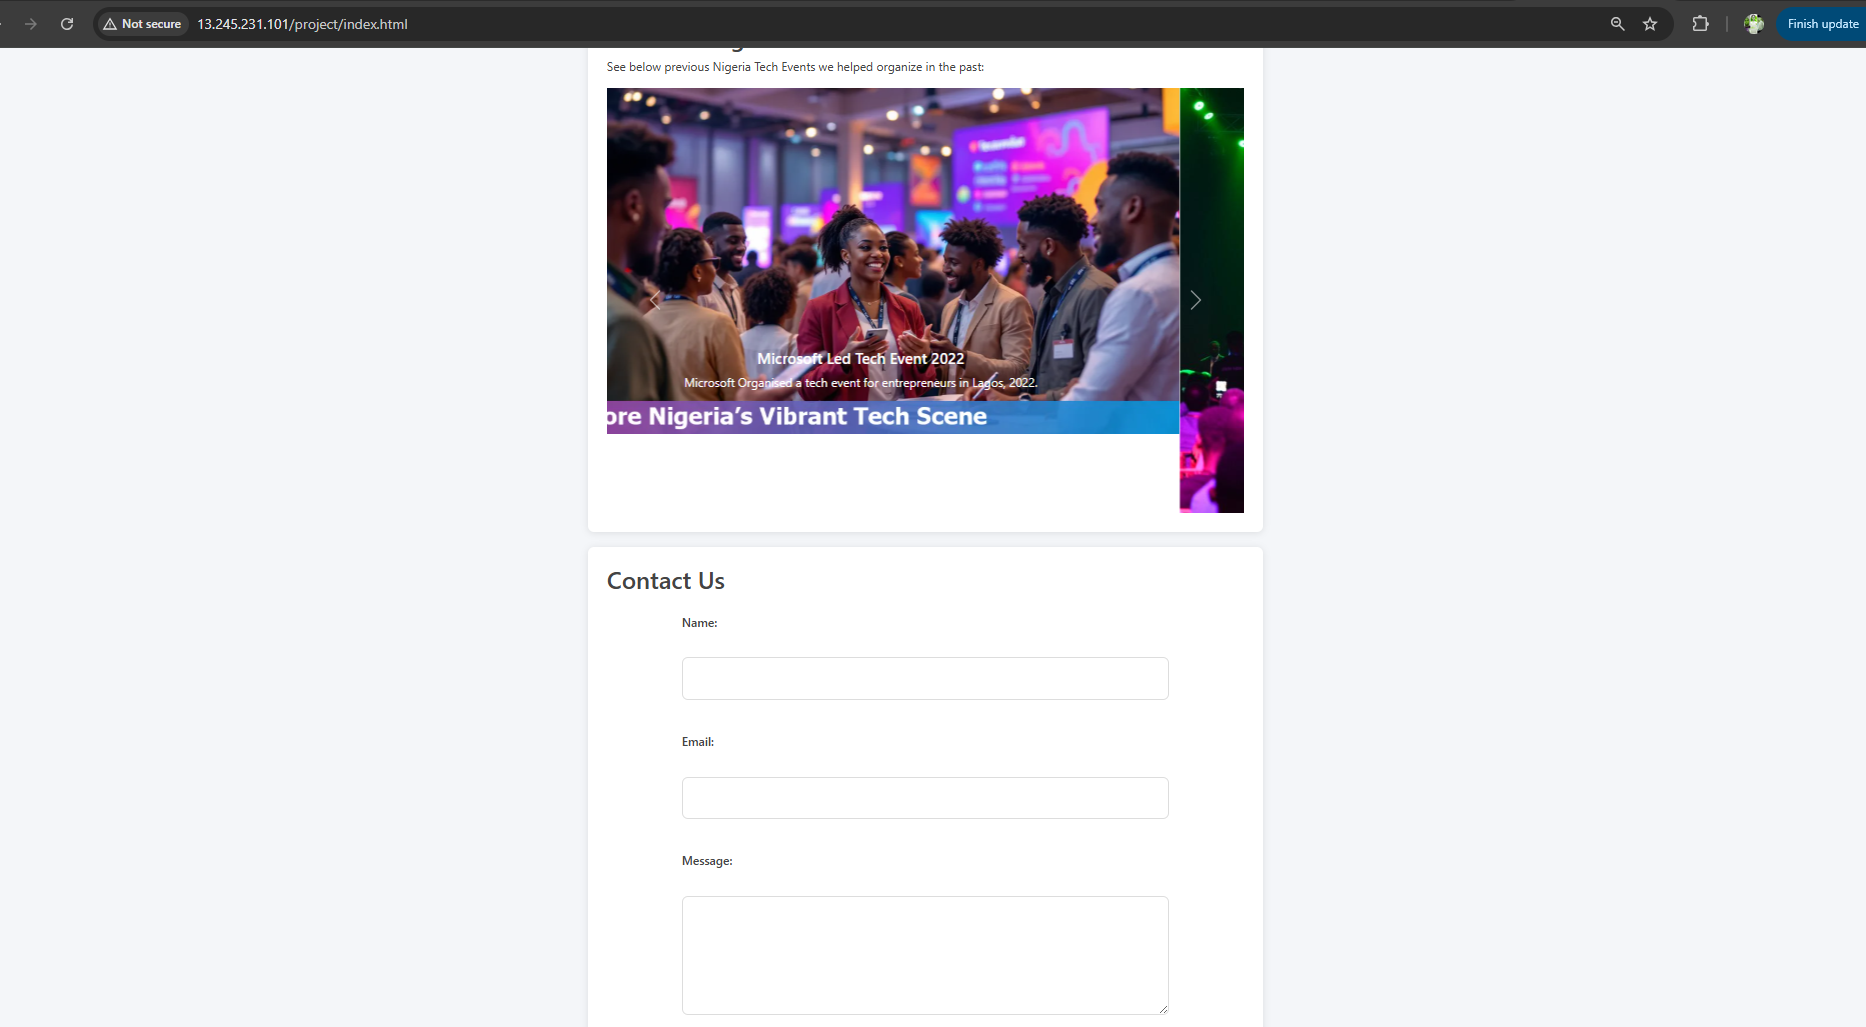 Not secure
13.245.231.101/project/index.html
Finish update
See below previous Nigeria Tech Events we helped organize in the past:
Microsoft Led Tech Event 2022
Microsoft Organised a tech event for entrepreneurs in Lagos, 2022.
ore Nigeria’s Vibrant Tech Scene
Contact Us
Name:
Email:
Message: